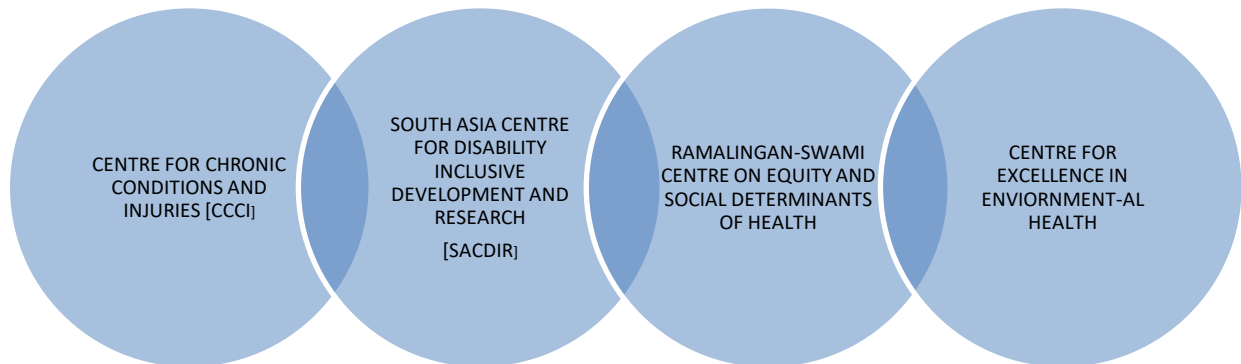 CENTRE FOR CHRONIC
CONDITIONS AND
INJURIES [CCCI]
SOUTH ASIA CENTRE
FOR DISABILITY
INCLUSIVE
DEVELOPMENT AND
RESEARCH
[SACDIR]
RAMALINGAN-SWAMI
CENTRE ON EQUITY AND
SOCIAL DETERMINANTS
OF HEALTH
CENTRE FOR
EXCELLENCE IN
ENVIORNMENT-AL
HEALTH